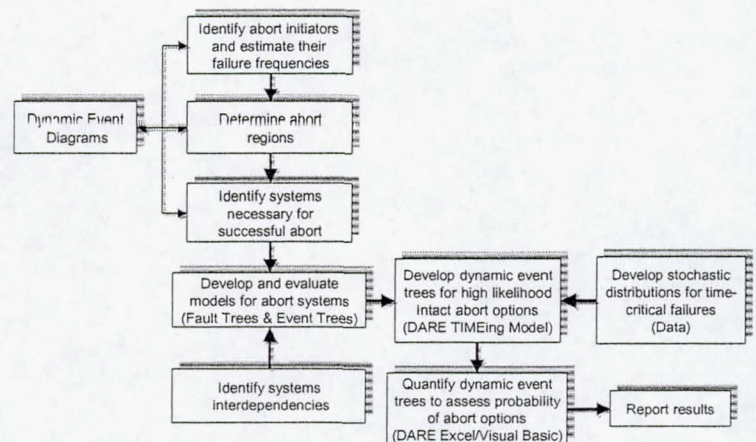 Identify abort initiators
and estimate their
failure frequencies
Dynamic Event
Diagrams
Determine abort
regions
Identify systems
necessary for
successful abort
Develop and evaluate
models for abort systems
(Fault Trees & Event Trees)
Develop dynamic event
trees for high likelihood
intact abort options
(DARE TIMEing Model)
Develop stochastic
distributions for time-
critical failures
(Data)
Identify systems
interdependencies
Quantify dynamic event
trees to assess probability
of abort options
(DARE Excel/Visual Basic)
Report results